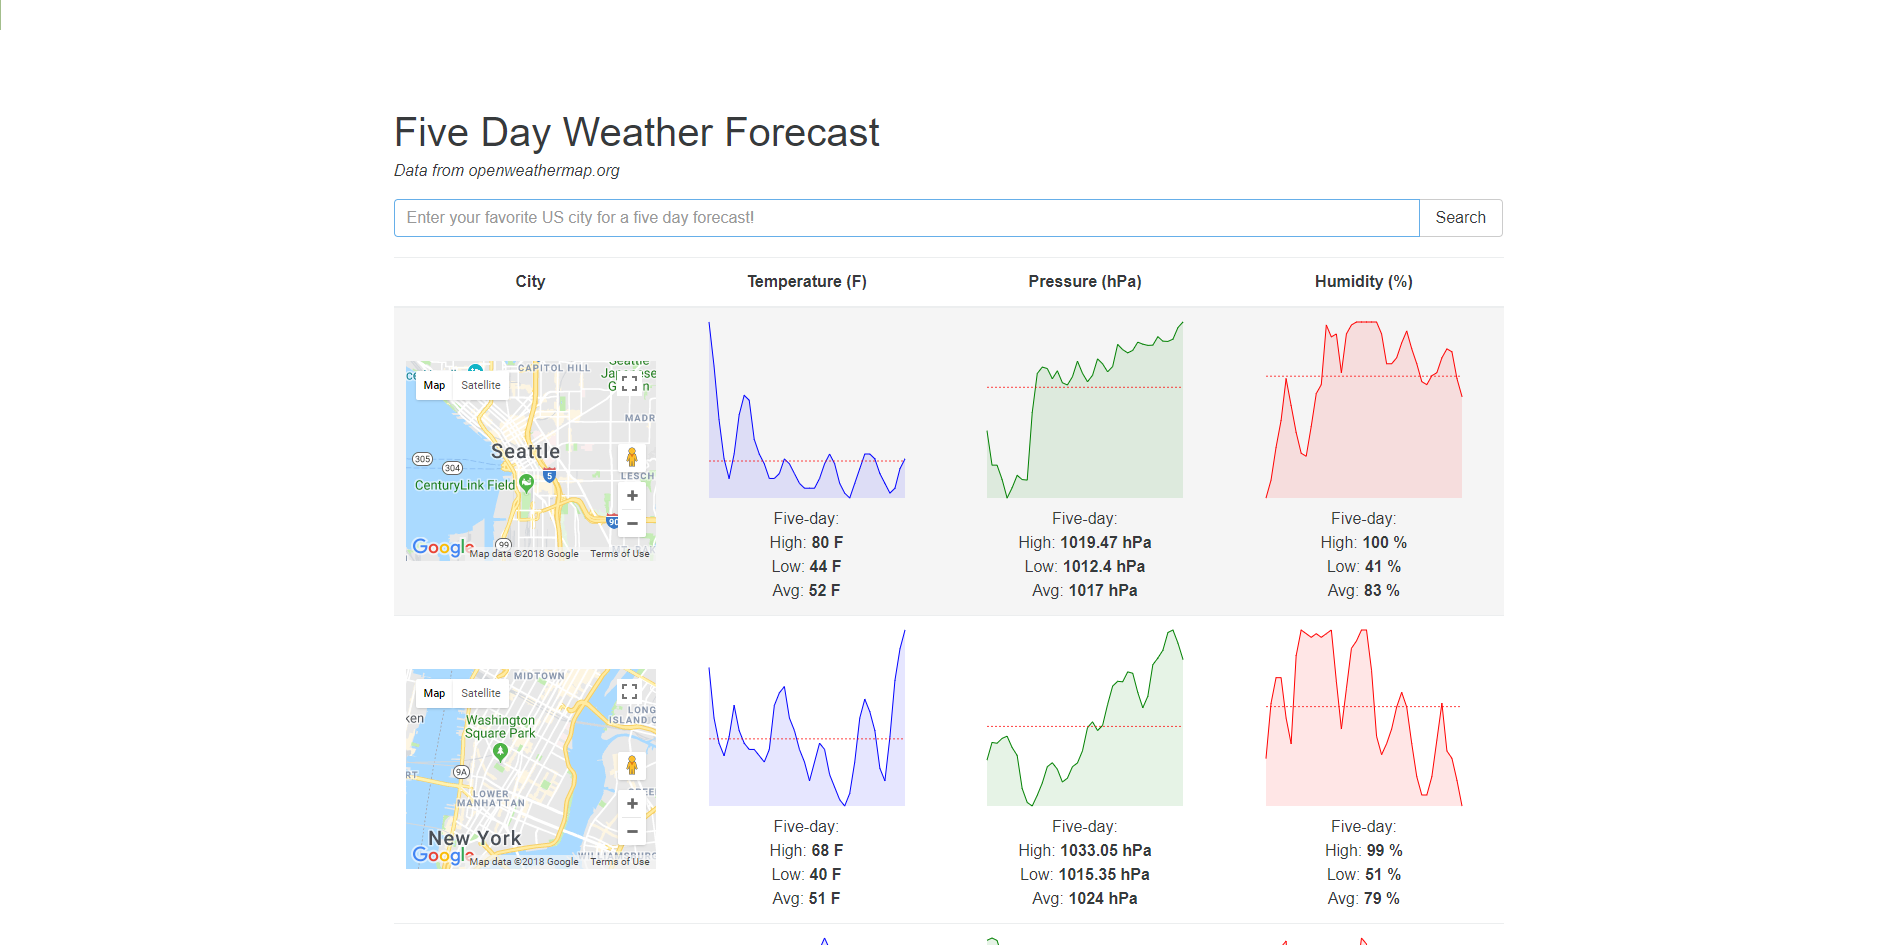 Five Day Weather Forecast
Data from openweathermap.org
Enter your favorite US city for a five day forecast!
Search
City
Temperature (F)
Pressure (hPa)
Humidity (%)
CAPITOL HILL
Map
Satellite
MADR
Seattle
305
304
LESCH
CenturyLink Field
5
90
99
Google
Map data ©2018 Google
Terms of Use
Five-day:
High: 80 F
Low: 44 F
Avg: 52 F
Five-day:
High: 1019.47 hPa
Low: 1012.4 hPa
Avg: 1017 hPa
Five-day:
High: 100 %
Low: 41 %
Avg: 83 %
MIDTOWN
Map
Satellite
ken
Washington
Square Park
LONG
ISLAND C
9A
RT
LOWER
MANHATTAN
New York
Google
Map data ©2018 Google
Terms of Use
Five-day:
High: 68 F
Low: 40 F
Avg: 51 F
Five-day:
High: 1033.05 hPa
Low: 1015.35 hPa
Avg: 1024 hPa
Five-day:
High: 99 %
Low: 51 %
Avg: 79 %